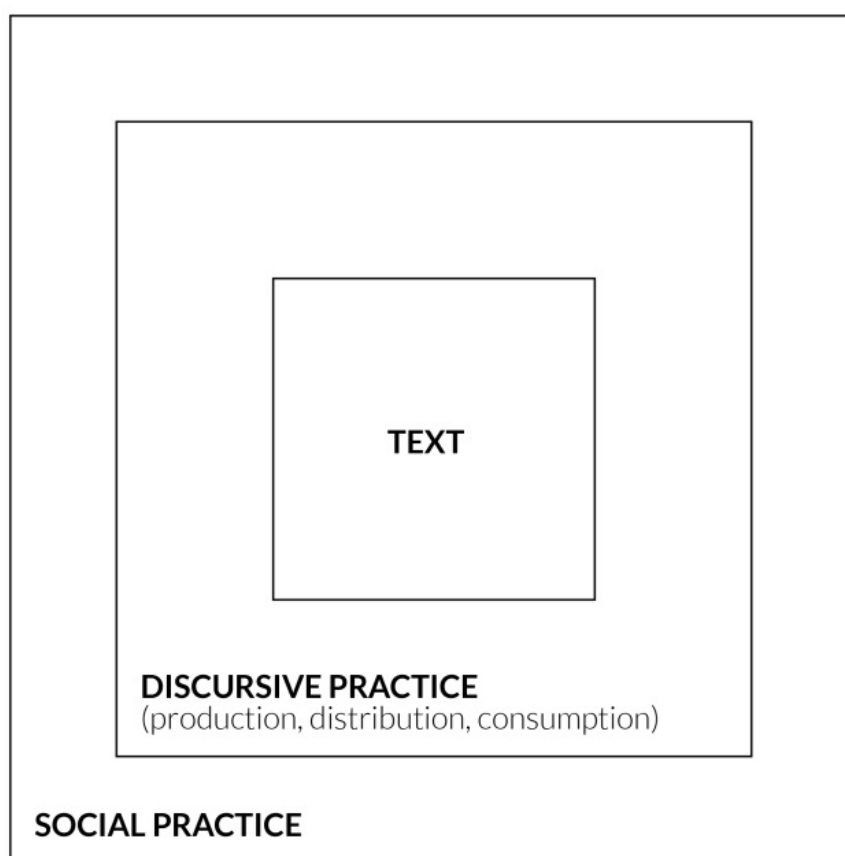 TEXT
DISCURSIVE PRACTICE
(production, distribution, consumption)
SOCIAL PRACTICE